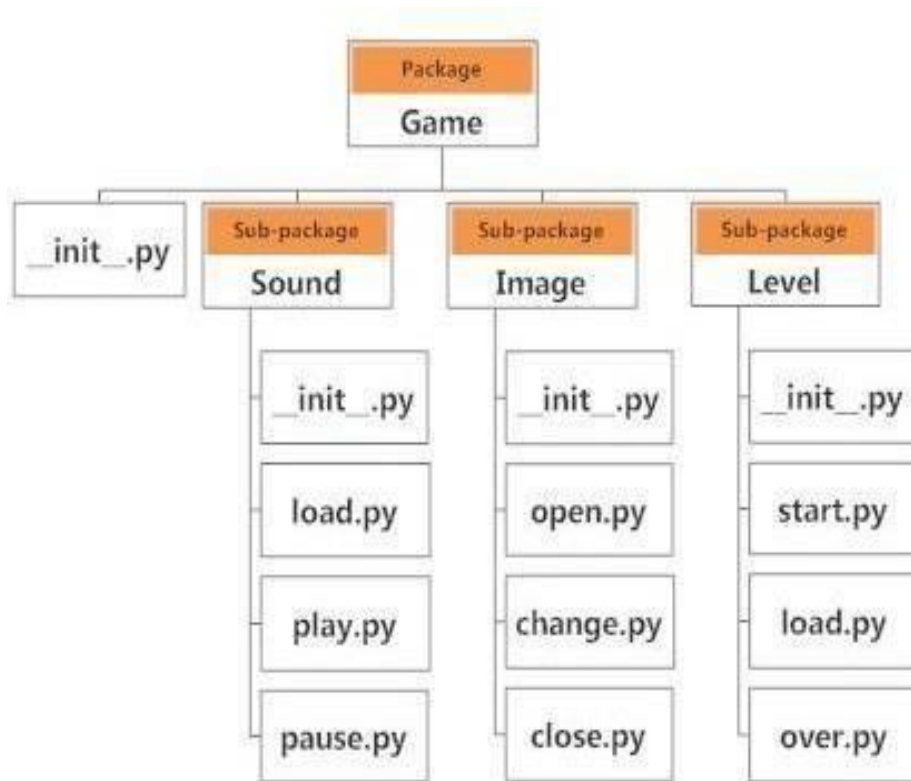 Package
Game
__init__.py
Sub-package
Sound
Sub-package
Image
Sub-package
Level
__init__.py
load.py
play.py
pause.py
__init__.py
open.py
change.py
close.py
__init__.py
start.py
load.py
over.py